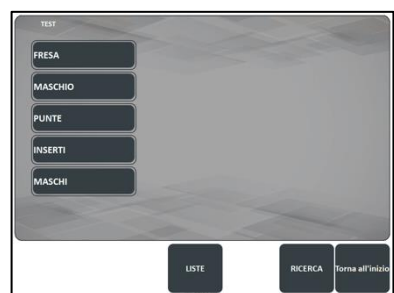 TEST
FRESA
MASCHIO
PUNTE
INSERTI
MASCHI
LISTE
RICERCA
Torna all'inizio